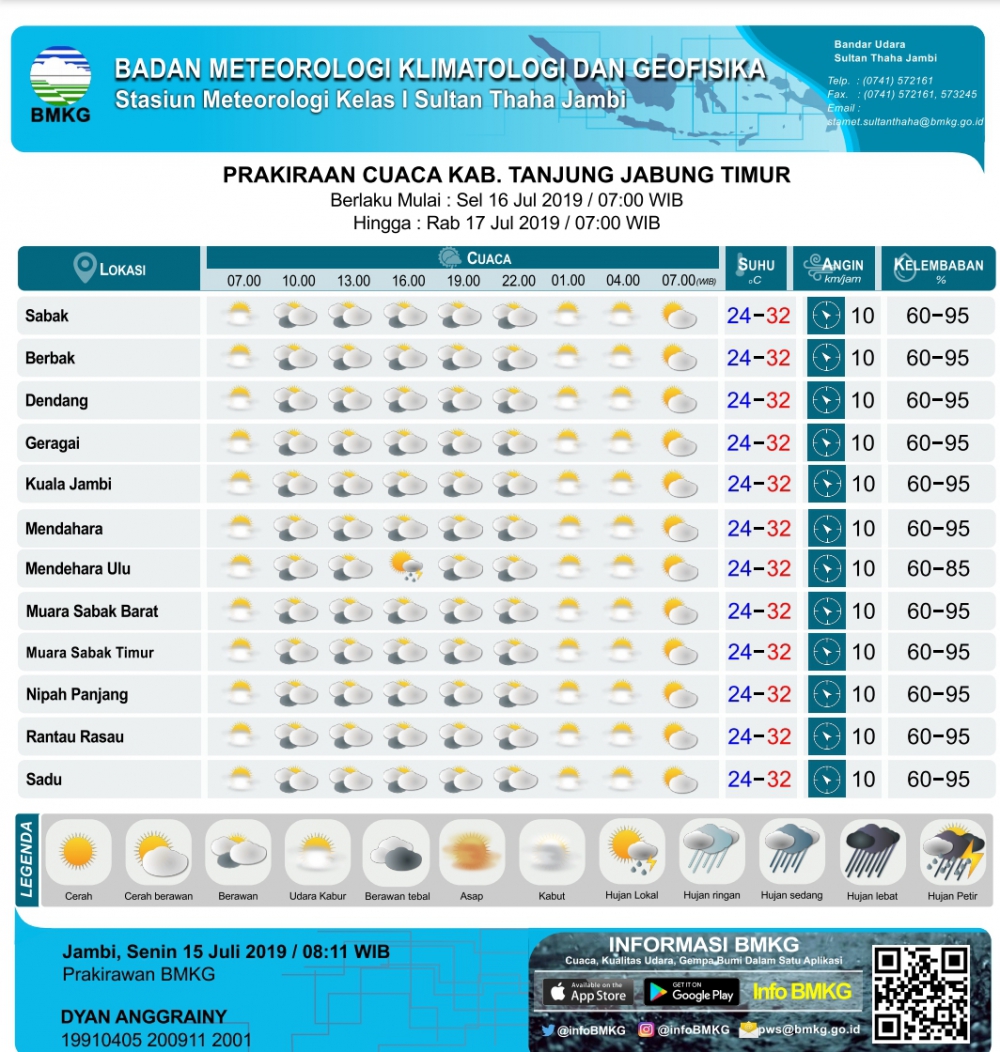 BMKG
BADAN METEOROLOGI KLIMATOLOGI DAN GEOFISIKA
Stasiun Meteorologi Kelas I Sultan Thaha Jambi
Bandar Udara
Sultan Thaha Jambi
Telp. : (0741) 572161
Fax. : (0741) 572161, 573245
Email :
stamet.sultanthaha@bmkg.go.id
PRAKIRAAN CUACA KAB. TANJUNG JABUNG TIMUR
Berlaku Mulai : Sel 16 Jul 2019 / 07:00 WIB
Hingga : Rab 17 Jul 2019 / 07:00 WIB
LOKASI CUACA SUHU °C ANGIN km/jam KELEMBABAN %
07.00 10.00 13.00 16.00 19.00 22.00 01.00 04.00 07.00 (WIB)
Sabak 24-32 10 60-95
Berbak 24-32 10 60-95
Dendang 24-32 10 60-95
Geragai 24-32 10 60-95
Kuala Jambi 24-32 10 60-95
Mendahara 24-32 10 60-95
Mendehara Ulu 24-32 10 60-85
Muara Sabak Barat 24-32 10 60-95
Muara Sabak Timur 24-32 10 60-95
Nipah Panjang 24-32 10 60-95
Rantau Rasau 24-32 10 60-95
Sadu 24-32 10 60-95
LEGENDA
Cerah Cerah berawan Berawan Udara Kabur Berawan tebal Asap Kabut Hujan Lokal Hujan ringan Hujan sedang Hujan lebat Hujan Petir
Jambi, Senin 15 Juli 2019 / 08:11 WIB
Prakirawan BMKG
DYAN ANGGRAINY
19910405 200911 2001
INFORMASI BMKG
Cuaca, Kualitas Udara, Gempa Bumi Dalam Satu Aplikasi
Available on the App Store
GET IT ON Google Play
Info BMKG
@infoBMKG @infoBMKG pws@bmkg.go.id